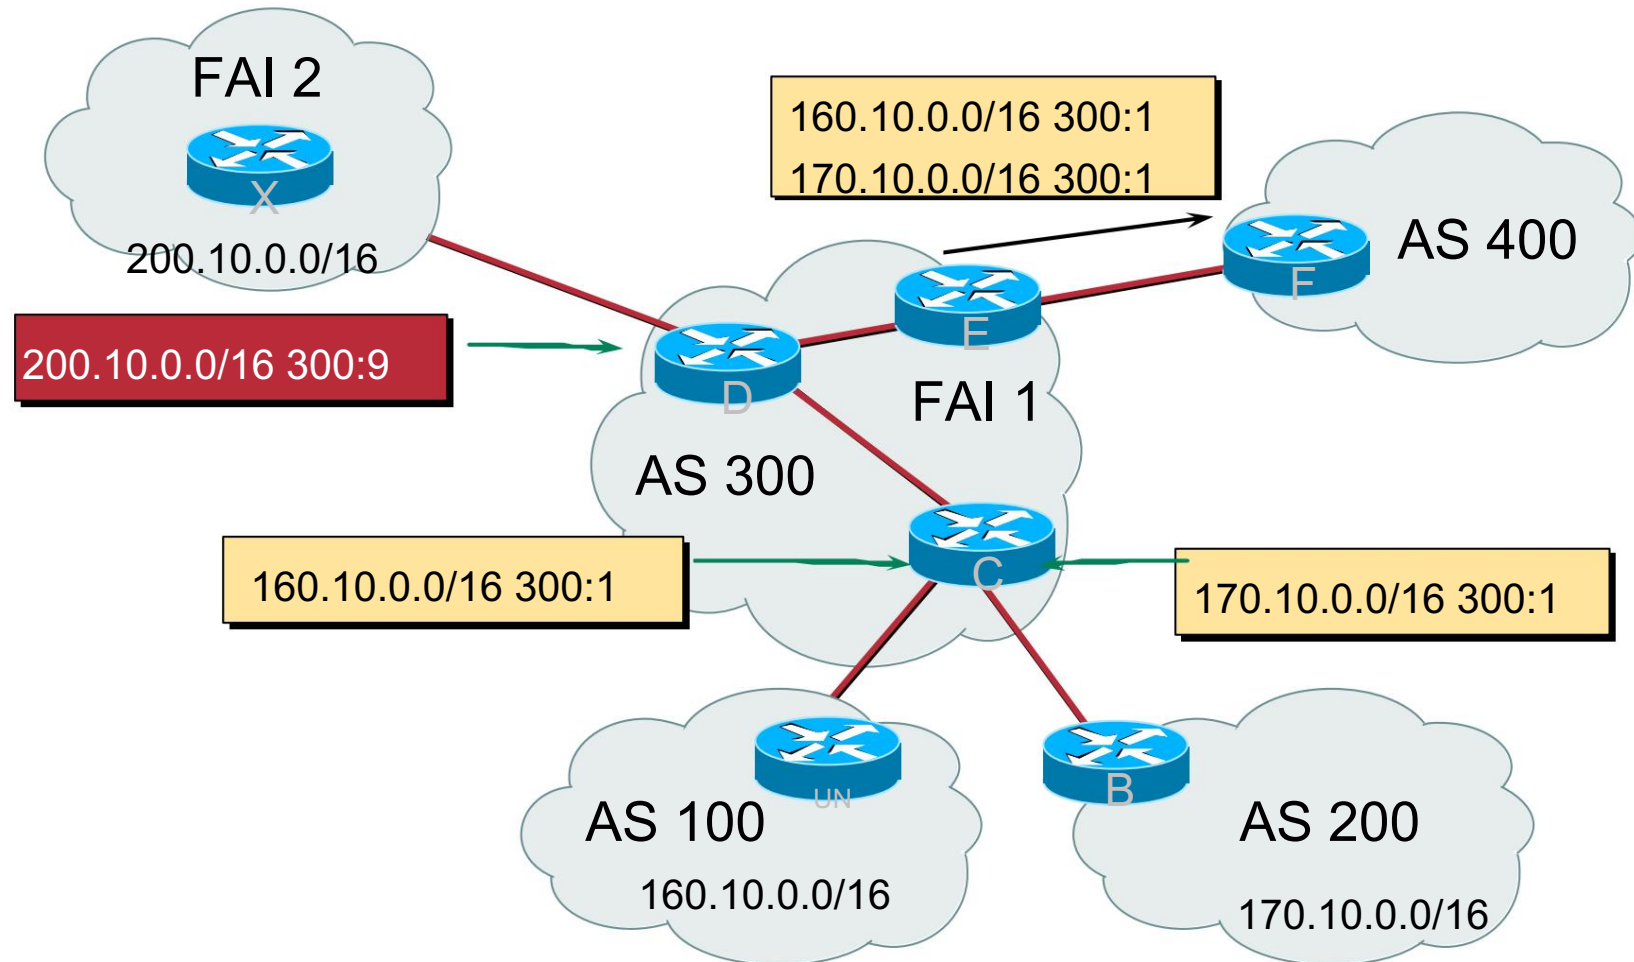 FAI 2
X
200.10.0.0/16
160.10.0.0/16 300:1
170.10.0.0/16 300:1
AS 400
F
E
200.10.0.0/16 300:9
D
FAI 1
AS 300
160.10.0.0/16 300:1
C
170.10.0.0/16 300:1
UN
AS 100
160.10.0.0/16
B
AS 200
170.10.0.0/16